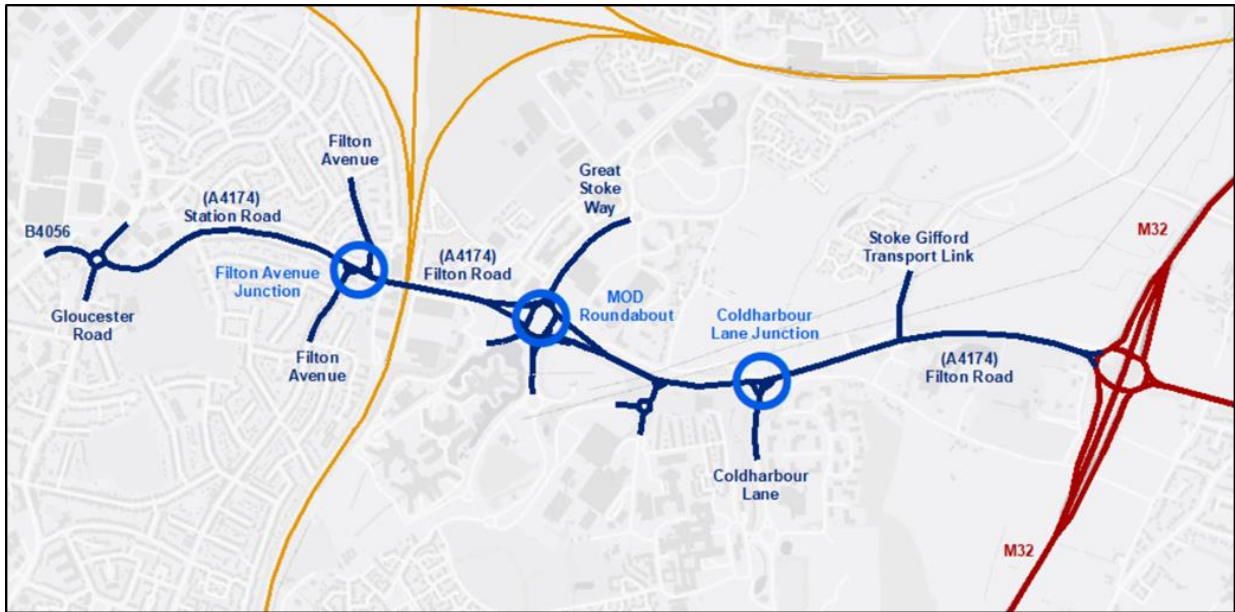 Filton
Avenue
(A4174)
Station Road
B4056
Great
Stoke
Way
(A4174)
Filton Road
Filton Avenue
Junction
Gloucester
Road
Filton
Avenue
MOD
Roundabout
Coldharbour
Lane Junction
Stoke Gifford
Transport Link
M32
(A4174)
Filton Road
Coldharbour
Lane
M32